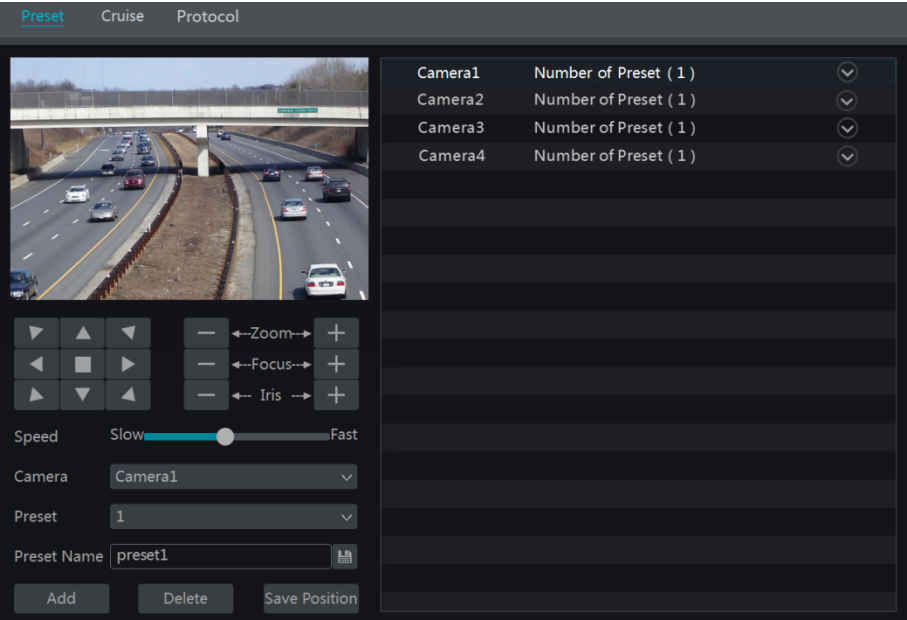 Preset Cruise Protocol
Camera1 Number of Preset ( 1 )
Camera2 Number of Preset ( 1 )
Camera3 Number of Preset ( 1 )
Camera4 Number of Preset ( 1 )
Zoom
Focus
Iris
Speed Slow Fast
Camera Camera1
Preset 1
Preset Name preset1
Add Delete Save Position